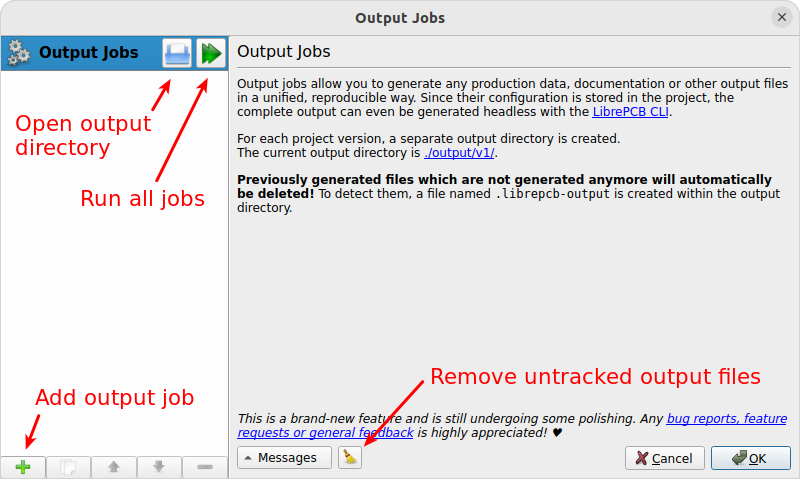 Output Jobs
Output Jobs
Output Jobs
Output jobs allow you to generate any production data, documentation or other output files
in a unified, reproducible way. Since their configuration is stored in the project, the
complete output can even be generated headless with the LibrePCB CLI.
For each project version, a separate output directory is created.
The current output directory is ./output/v1/.
Previously generated files which are not generated anymore will automatically
be deleted! To detect them, a file named .librepcb-output is created within the output
directory.
Open output
directory
Run all jobs
Add output job
Remove untracked output files
This is a brand-new feature and is still undergoing some polishing. Any bug reports, feature
requests or general feedback is highly appreciated! ♥
Messages
Cancel
OK